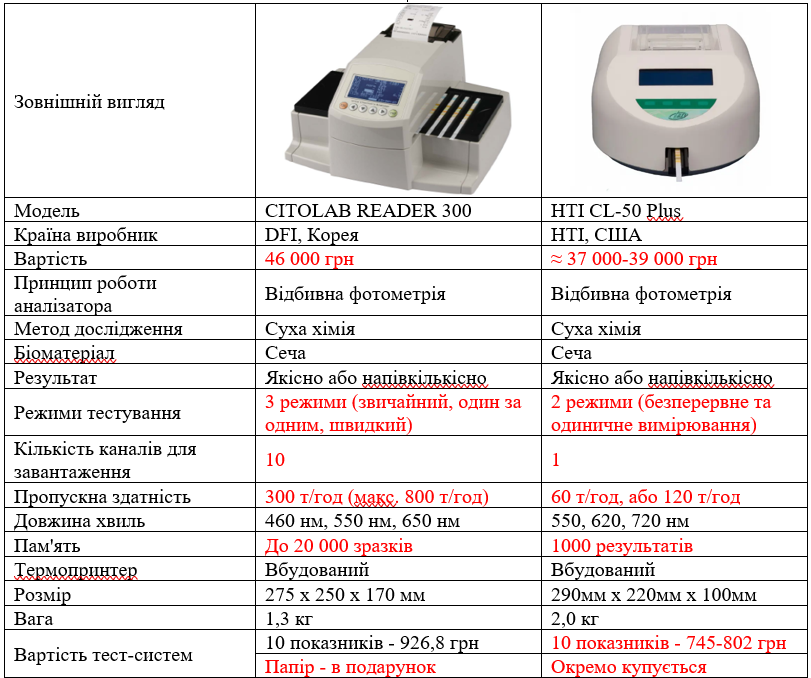 Зовнішній вигляд
Модель CITOLAB READER 300 HTI CL-50 Plus
Країна виробник DFI, Корея HTI, США
Вартість 46 000 грн ≈ 37 000-39 000 грн
Принцип роботи
аналізатора Відбивна фотометрія Відбивна фотометрія
Метод дослідження Суха хімія Суха хімія
Біоматеріал Сеча Сеча
Результат Якісно або напівкількісно Якісно або напівкількісно
Режими тестування 3 режими (звичайний, один за
одним, швидкий) 2 режими (безперервне та
одиничне вимірювання)
Кількість каналів для
завантаження 10 1
Пропускна здатність 300 т/год (макс. 800 т/год) 60 т/год, або 120 т/год
Довжина хвиль 460 нм, 550 нм, 650 нм 550, 620, 720 нм
Пам'ять До 20 000 зразків 1000 результатів
Термопринтер Вбудований Вбудований
Розмір 275 х 250 х 170 мм 290мм х 220мм х 100мм
Вага 1,3 кг 2,0 кг
Вартість тест-систем 10 показників - 926,8 грн 10 показників - 745-802 грн
Папір - в подарунок Окремо купується